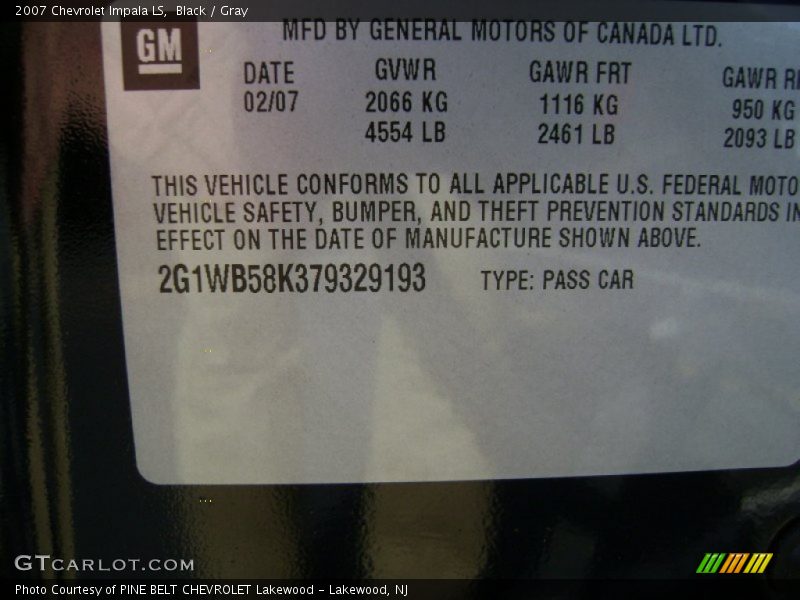 2007 Chevrolet Impala LS, Black / Gray
GM
MFD BY GENERAL MOTORS OF CANADA LTD.
DATE GVWR GAWR FRT GAWR
02/07 2066 KG 1116 KG 950 KG
4554 LB 2461 LB 2093 LB
THIS VEHICLE CONFORMS TO ALL APPLICABLE U.S. FEDERAL MOTO
VEHICLE SAFETY, BUMPER, AND THEFT PREVENTION STANDARDS IN
EFFECT ON THE DATE OF MANUFACTURE SHOWN ABOVE.
2G1WB58K379329193 TYPE: PASS CAR
GTCARLOT.COM
Photo Courtesy of PINE BELT CHEVROLET Lakewood - Lakewood, NJ